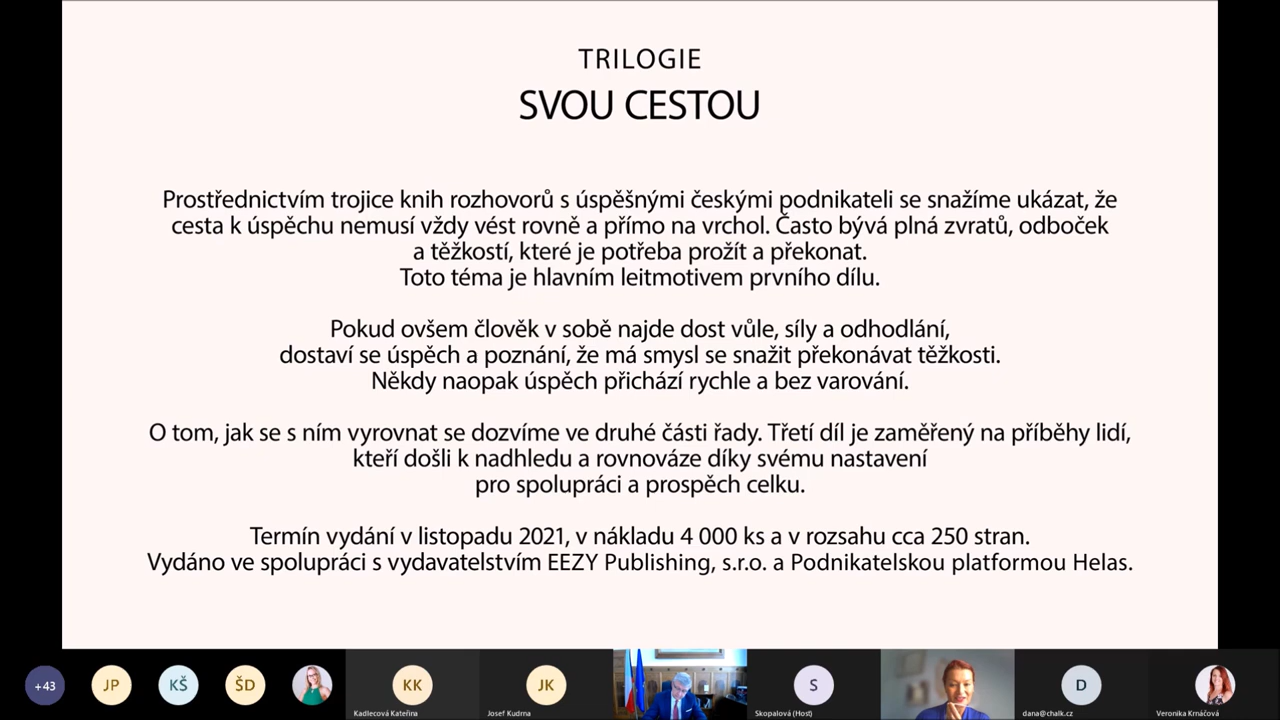 TRILOGIE
SVOU CESTOU
Prostřednictvím trojice knih rozhovorů s úspěšnými českými podnikateli se snažíme ukázat, že
cesta k úspěchu nemusí vždy vést rovně a přímo na vrchol. Často bývá plná zvratů, odboček
a těžkostí, které je potřeba prožít a překonat.
Toto téma je hlavním leitmotivem prvního dílu.
Pokud ovšem člověk v sobě najde dost vůle, síly a odhodlání,
dostaví se úspěch a poznání, že má smysl se snažit překonávat těžkosti.
Někdy naopak úspěch přichází rychle a bez varování.
O tom, jak se s ním vyrovnat se dozvíme ve druhé části řady. Třetí díl je zaměřený na příběhy lidí,
kteří došli k nadhledu a rovnováze díky svému nastavení
pro spolupráci a prospěch celku.
Termín vydání v listopadu 2021, v nákladu 4 000 ks a v rozsahu cca 250 stran.
Vydáno ve spolupráci s vydavatelstvím EEZY Publishing, s.r.o. a Podnikatelskou platformou Helas.
+43 JP KŠ ŠD KK JK S D
Kadlecová Kateřina Josef Kudrna Skopalová (Host) dana@chalk.cz Veronika Krnáčová